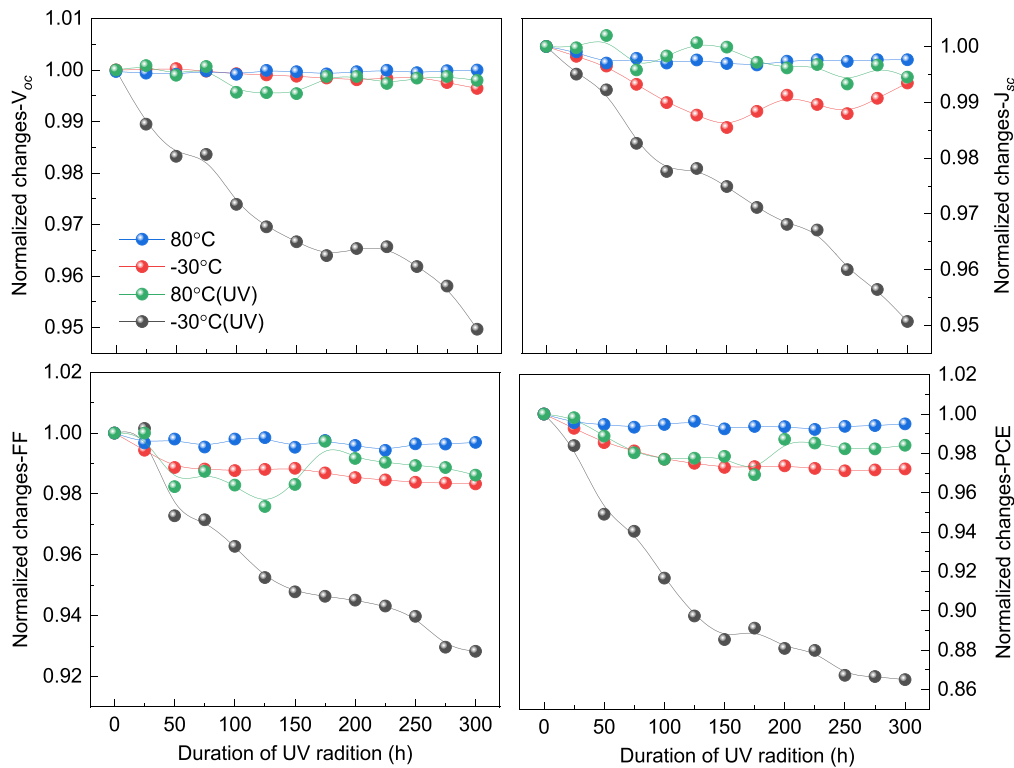 1.01
1.00
0.99
0.98
0.97
0.96
0.95
Normalized changes-Voc
80°C
-30°C
80°C(UV)
-30°C(UV)
1.00
0.99
0.98
0.97
0.96
0.95
Normalized changes-Jsc
1.02
1.00
0.98
0.96
0.94
0.92
Normalized changes-FF
0 50 100 150 200 250 300
Duration of UV radition (h)
1.02
1.00
0.98
0.96
0.94
0.92
0.90
0.88
0.86
Normalized changes-PCE
0 50 100 150 200 250 300
Duration of UV radition (h)